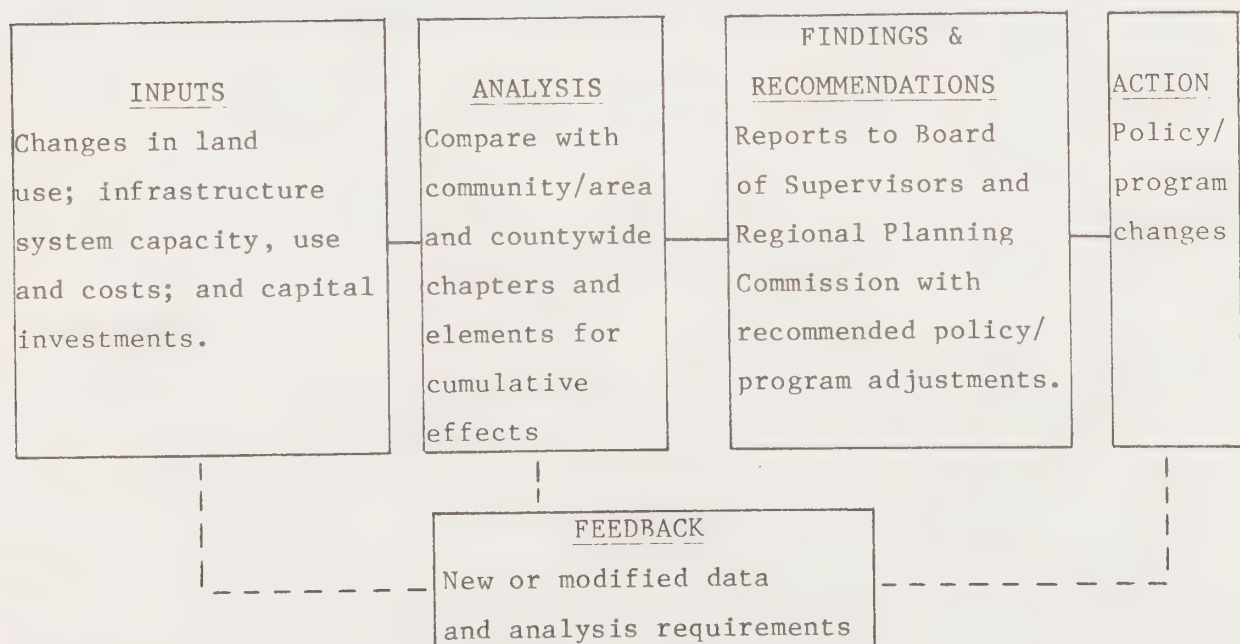 INPUTS
Changes in land
use; infrastructure
system capacity, use
and costs; and capital
investments.
ANALYSIS
Compare with
community/area
and countywide
chapters and
elements for
cumulative
effects
FINDINGS &
RECOMMENDATIONS
Reports to Board
of Supervisors and
Regional Planning
Commission with
recommended policy/
program adjustments.
ACTION
Policy/
program
changes
FEEDBACK
New or modified data
and analysis requirements